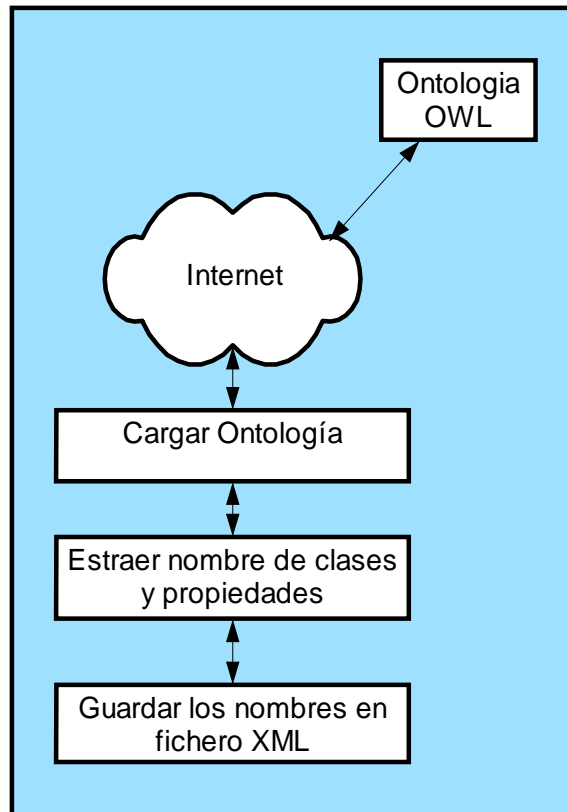 Ontologia
OWL
Internet
Cargar Ontología
Estraer nombre de clases
y propiedades
Guardar los nombres en
fichero XML